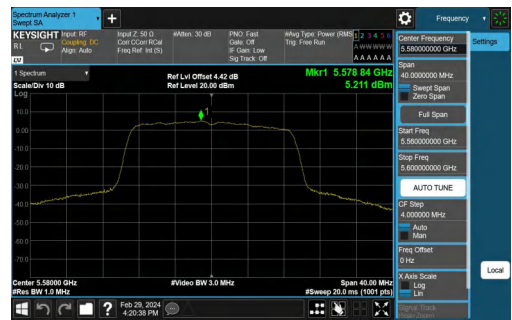 Spectrum Analyzer 1
Swept SA
Frequency
KEYSIGHT
Input: RF
Coupling: DC
Align: Auto
Input Z: 50 Ω
Corr CCorr RCal
Freq Ref: Int (S)
#Atten: 30 dB
PNO: Fast
Gate: Off
IF Gain: Low
Sig Track: Off
#Avg Type: Power (RMS
Trig: Free Run
1 2 3 4 5 6
A W W W W W
A A A A A A
R L
LV
1 Spectrum
Scale/Div 10 dB
Log
Ref Lvl Offset 4.42 dB
Ref Level 20.00 dBm
Mkr1 5.578 84 GHz
5.211 dBm
1
10.0
0.00
-10.0
-20.0
-30.0
-40.0
-50.0
-60.0
-70.0
Center 5.58000 GHz
#Res BW 1.0 MHz
#Video BW 3.0 MHz
Span 40.00 MHz
#Sweep 20.0 ms (1001 pts)
Center Frequency
5.580000000 GHz
Settings
Span
40.0000000 MHz
Swept Span
Zero Span
Full Span
Start Freq
5.560000000 GHz
Stop Freq
5.600000000 GHz
AUTO TUNE
CF Step
4.000000 MHz
Auto
Man
Freq Offset
0 Hz
X Axis Scale
Log
Lin
Signal Track
Local
Feb 29, 2024
4:20:38 PM
?